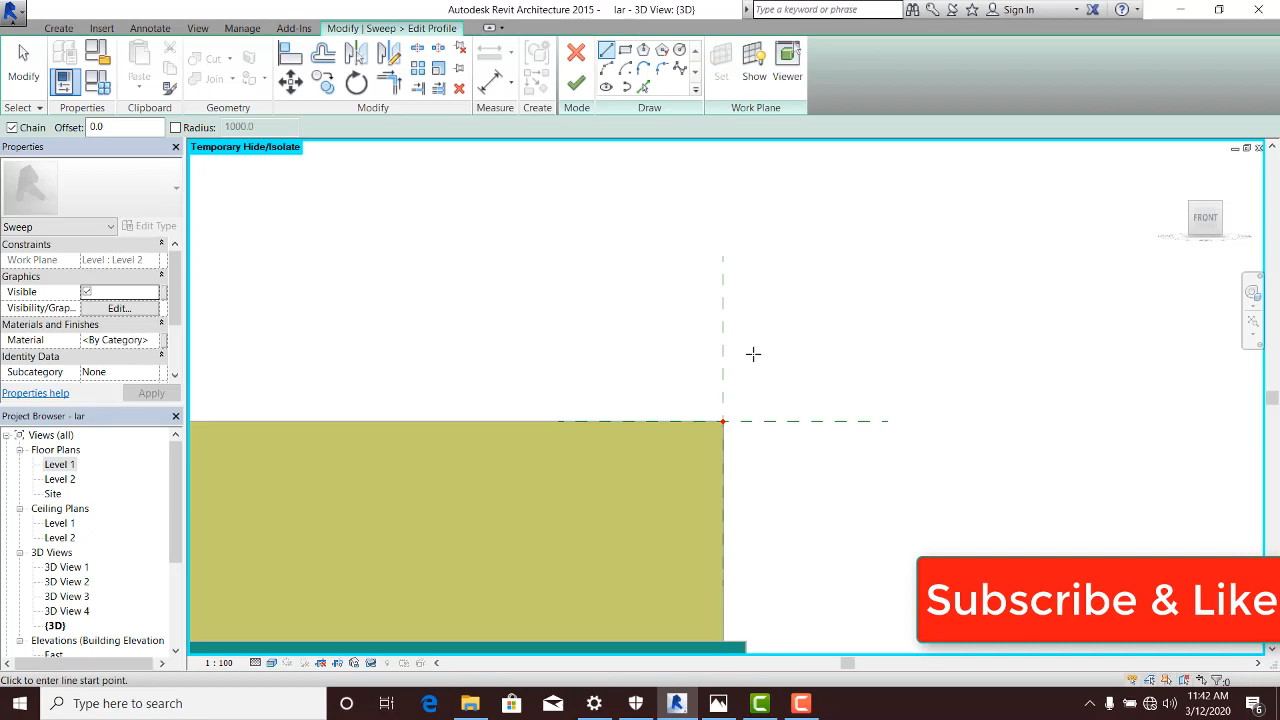 Autodesk Revit Architecture 2015 - lar - 3D View: {3D}
Type a keyword or phrase
Sign In
Home
Insert
Annotate
View
Manage
Add-Ins
Modify | Sweep > Edit Profile
Modify
Paste
Cut
Join
Set
Show
Viewer
Select
Properties
Clipboard
Geometry
Modify
Measure
Create
Mode
Draw
Work Plane
Chain
Offset: 0.0
Radius: 1000.0
Properties
Temporary Hide/Isolate
FRONT
Sweep
Edit Type
Constraints
Work Plane
Level : Level 2
Graphics
Visible
Visibility/Grap...
Edit...
Materials and Finishes
Material
<By Category>
Identity Data
Subcategory
None
Properties help
Apply
Project Browser - lar
Views (all)
Floor Plans
Level 1
Level 2
Site
Ceiling Plans
Level 1
Level 2
3D Views
3D View 1
3D View 2
3D View 3
3D View 4
{3D}
Elevations (Building Elevation
East
Subscribe & Like
1 : 100
Click to enter line start point.
:0
Type here to search
11:42 AM
3/12/2020
6